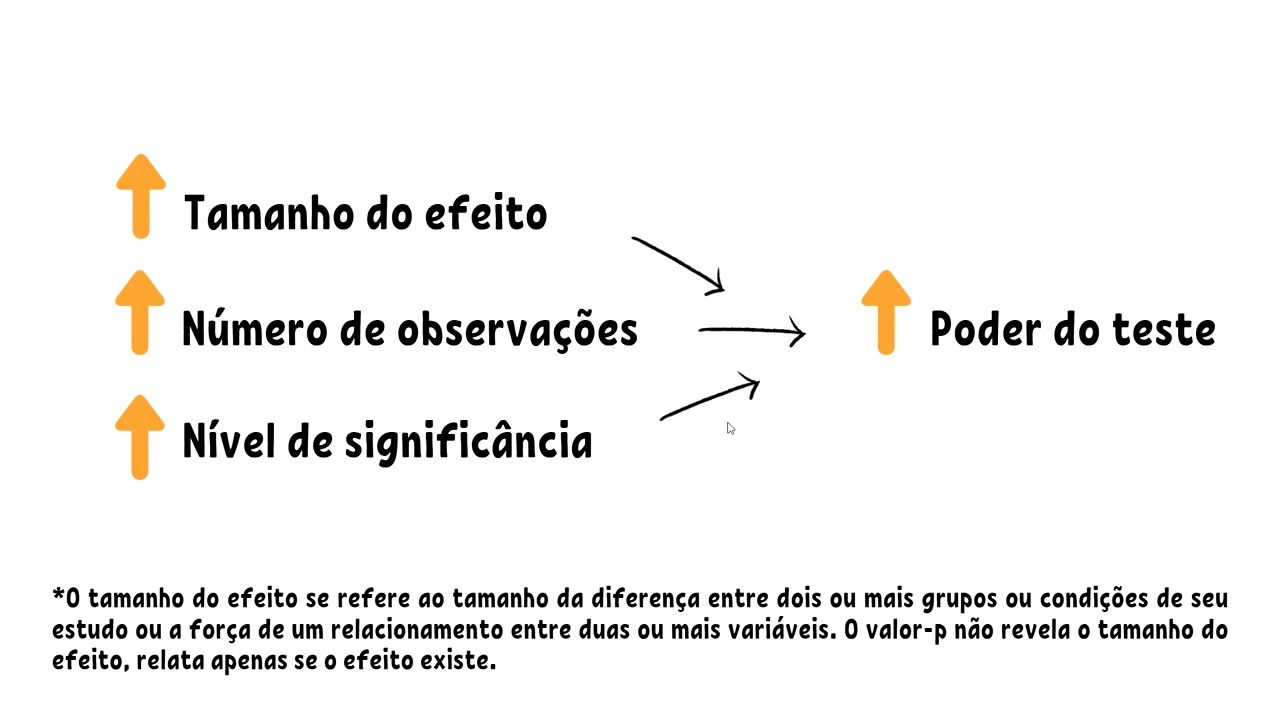 Tamanho do efeito
Número de observações
Nível de significância
Poder do teste
*O tamanho do efeito se refere ao tamanho da diferença entre dois ou mais grupos ou condições de seu
estudo ou a força de um relacionamento entre duas ou mais variáveis. O valor-p não revela o tamanho do
efeito, relata apenas se o efeito existe.